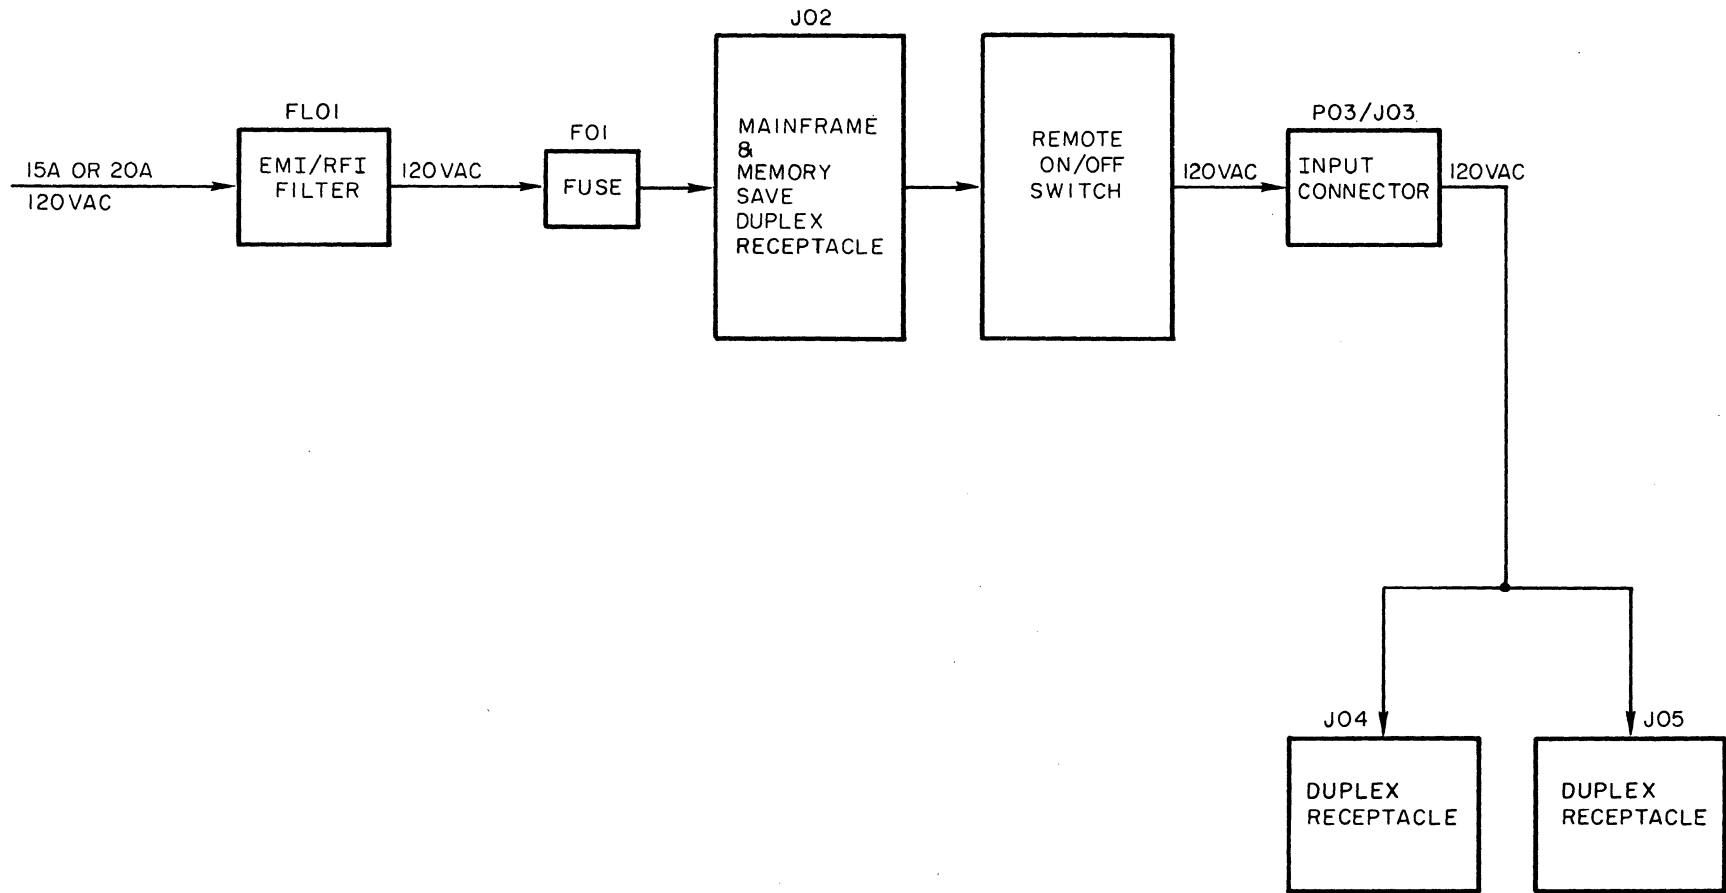 15A OR 20A
120VAC
FL01
EMI/RFI
FILTER
120VAC
F01
FUSE
J02
MAINFRAME
&
MEMORY
SAVE
DUPLEX
RECEPTACLE
REMOTE
ON/OFF
SWITCH
120VAC
P03/J03
INPUT
CONNECTOR
120VAC
J04
DUPLEX
RECEPTACLE
J05
DUPLEX
RECEPTACLE